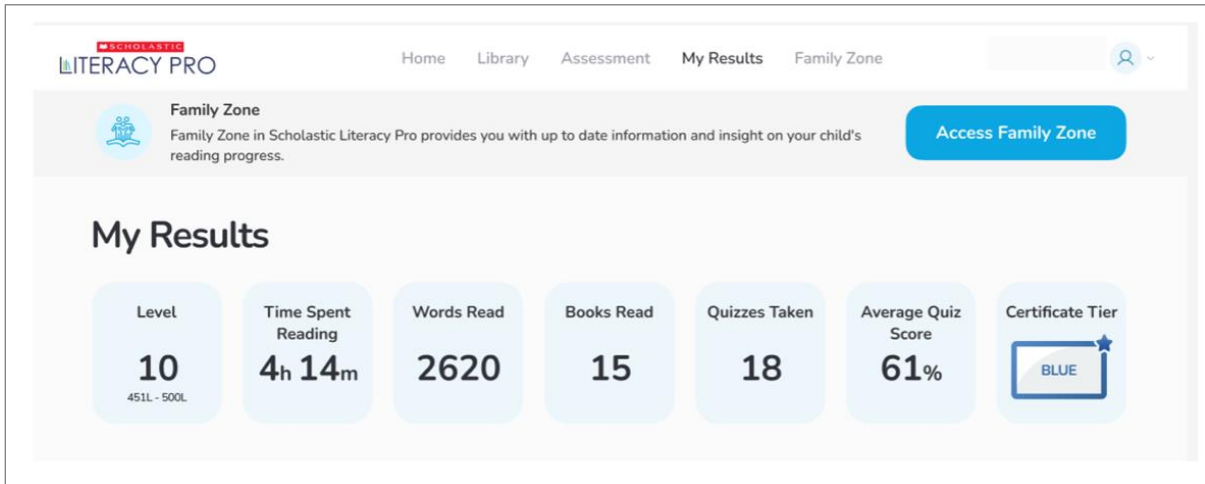 SCHOLASTIC
LITERACY PRO
Home Library Assessment My Results Family Zone
Family Zone
Family Zone in Scholastic Literacy Pro provides you with up to date information and insight on your child's
reading progress.
Access Family Zone
My Results
Level
10
451L - 500L
Time Spent
Reading
4h 14m
Words Read
2620
Books Read
15
Quizzes Taken
18
Average Quiz
Score
61%
Certificate Tier
BLUE